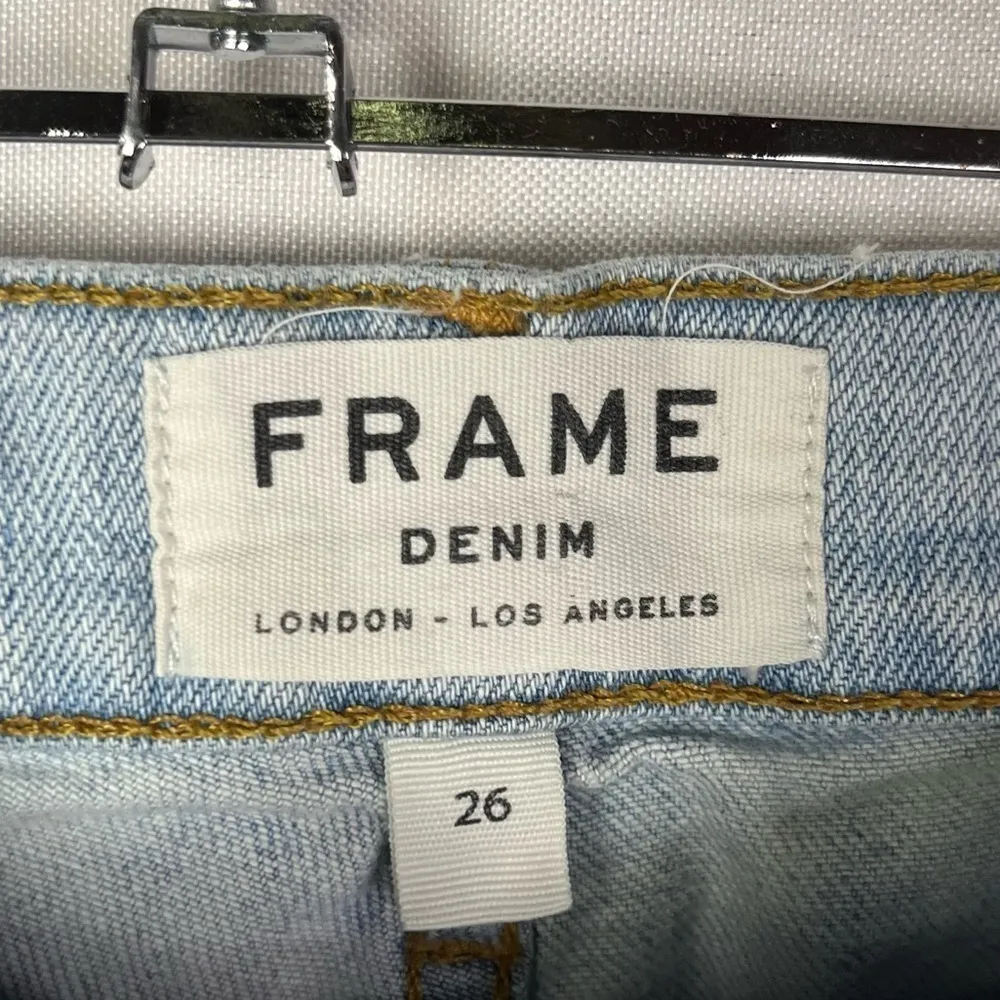 FRAME
DENIM
LONDON - LOS ANGELES
26